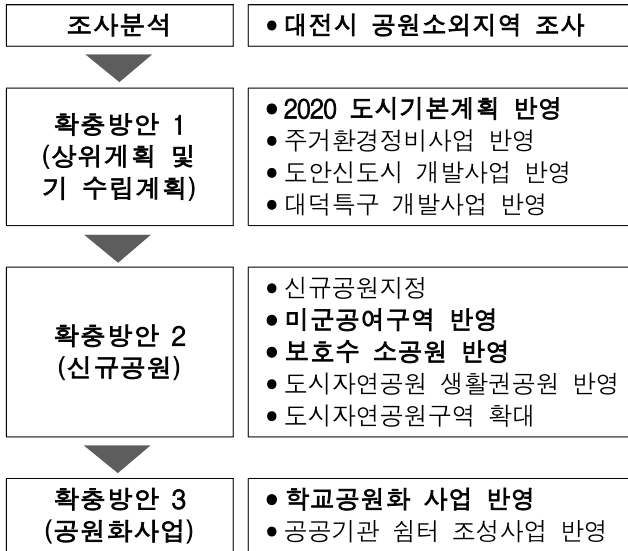 조사분석
• 대전시 공원소외지역 조사
확충방안 1
(상위게획 및
기 수립계획)
• 2020 도시기본계획 반영
• 주거환경정비사업 반영
• 도안신도시 개발사업 반영
• 대덕특구 개발사업 반영
확충방안 2
(신규공원)
• 신규공원지정
• 미군공여구역 반영
• 보호수 소공원 반영
• 도시자연공원 생활권공원 반영
• 도시자연공원구역 확대
확충방안 3
(공원화사업)
• 학교공원화 사업 반영
• 공공기관 쉼터 조성사업 반영